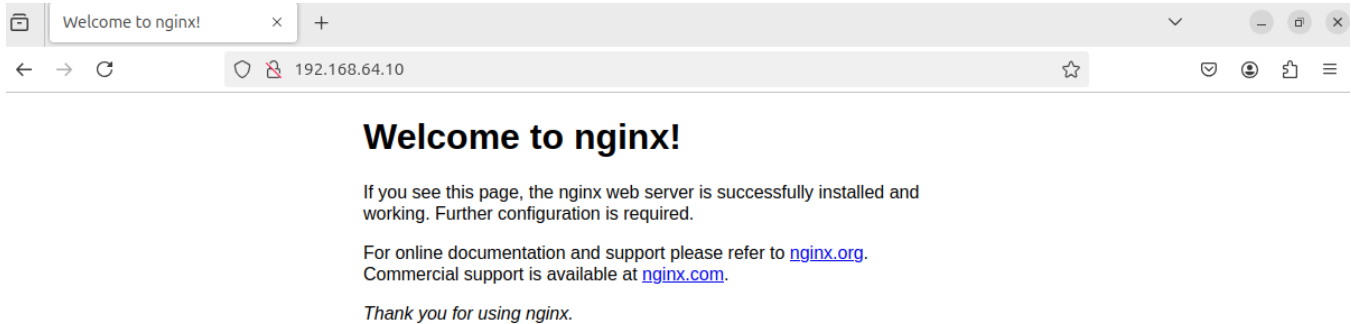 Welcome to nginx!
192.168.64.10
Welcome to nginx!
If you see this page, the nginx web server is successfully installed and
working. Further configuration is required.
For online documentation and support please refer to nginx.org.
Commercial support is available at nginx.com.
Thank you for using nginx.